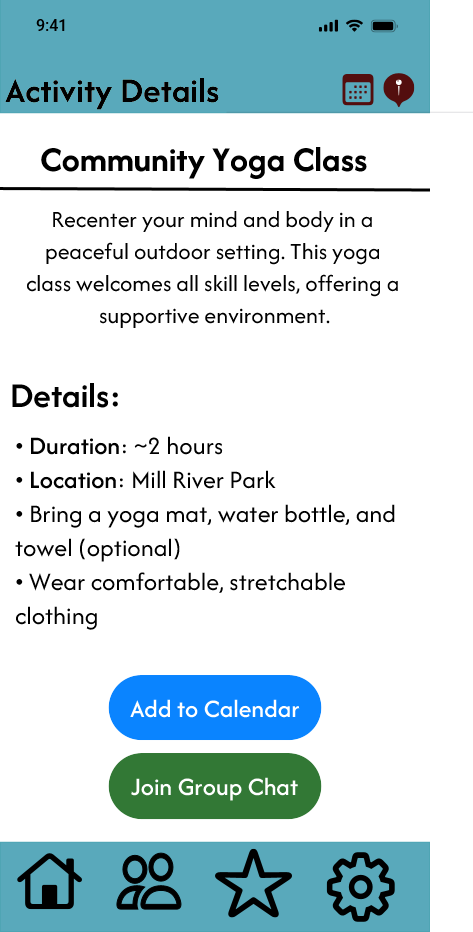 9:41
Activity Details
Community Yoga Class
Recenter your mind and body in a
peaceful outdoor setting. This yoga
class welcomes all skill levels, offering a
supportive environment.
Details:
• Duration: ~2 hours
• Location: Mill River Park
• Bring a yoga mat, water bottle, and
towel (optional)
• Wear comfortable, stretchable
clothing
Add to Calendar
Join Group Chat